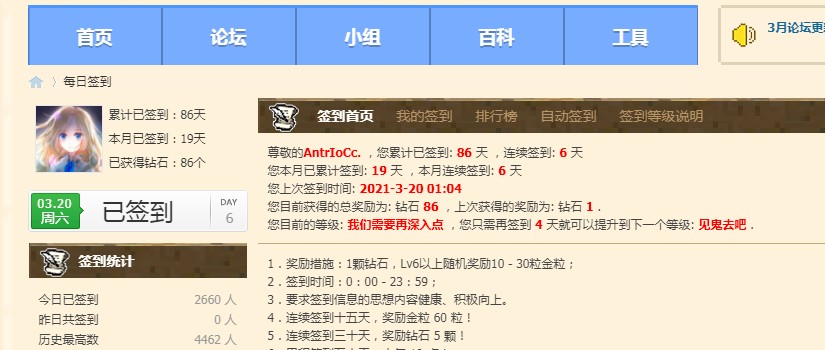 首页 论坛 小组 百科 工具
3月论坛更
每日签到
累计已签到：86天
本月已签到：19天
已获得钻石：86个
03.20 周六 已签到 DAY 6
签到统计
今日已签到 2660 人
昨日共签到 0 人
历史最高数 4462 人
签到首页 我的签到 排行榜 自动签到 签到等级说明
尊敬的AntrIoCc. ，您累计已签到: 86 天 ，连续签到: 6 天
您本月已累计签到: 19 天 ，本月连续签到: 6 天
您上次签到时间: 2021-3-20 01:04
您目前获得的总奖励为: 钻石 86 ，上次获得的奖励为: 钻石 1 .
您目前的等级: 我们需要再深入点 ，您只需再签到 4 天就可以提升到下一个等级: 见鬼去吧 .
1．奖励措施：1颗钻石，Lv6以上随机奖励10 - 30粒金粒；
2．签到时间：0：00 - 23：59；
3．要求签到信息的思想内容健康、积极向上。
4．连续签到十五天，奖励金粒 60 粒！
5．连续签到三十天，奖励钻石 5 颗！